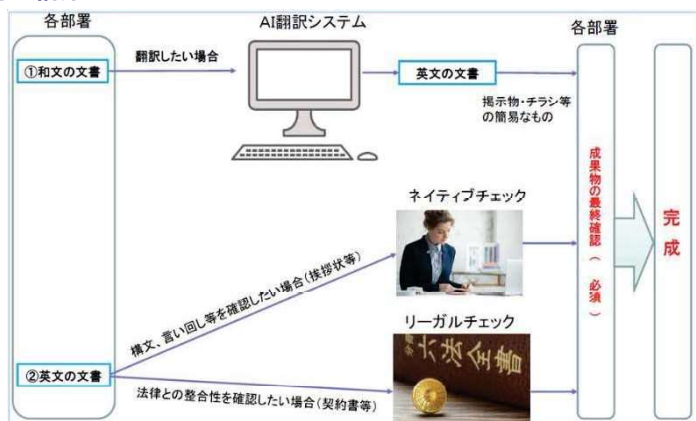 各部署
AI翻訳システム
各部署
①和文の文書
翻訳したい場合
英文の文書
掲示物・チラシ等
の簡易なもの
ネイティブチェック
構文、言い回し等を確認したい場合(挨拶状等)
リーガルチェック
六法全書
②英文の文書
法律との整合性を確認したい場合(契約書等)
成果物の最終確認(必須)
完成